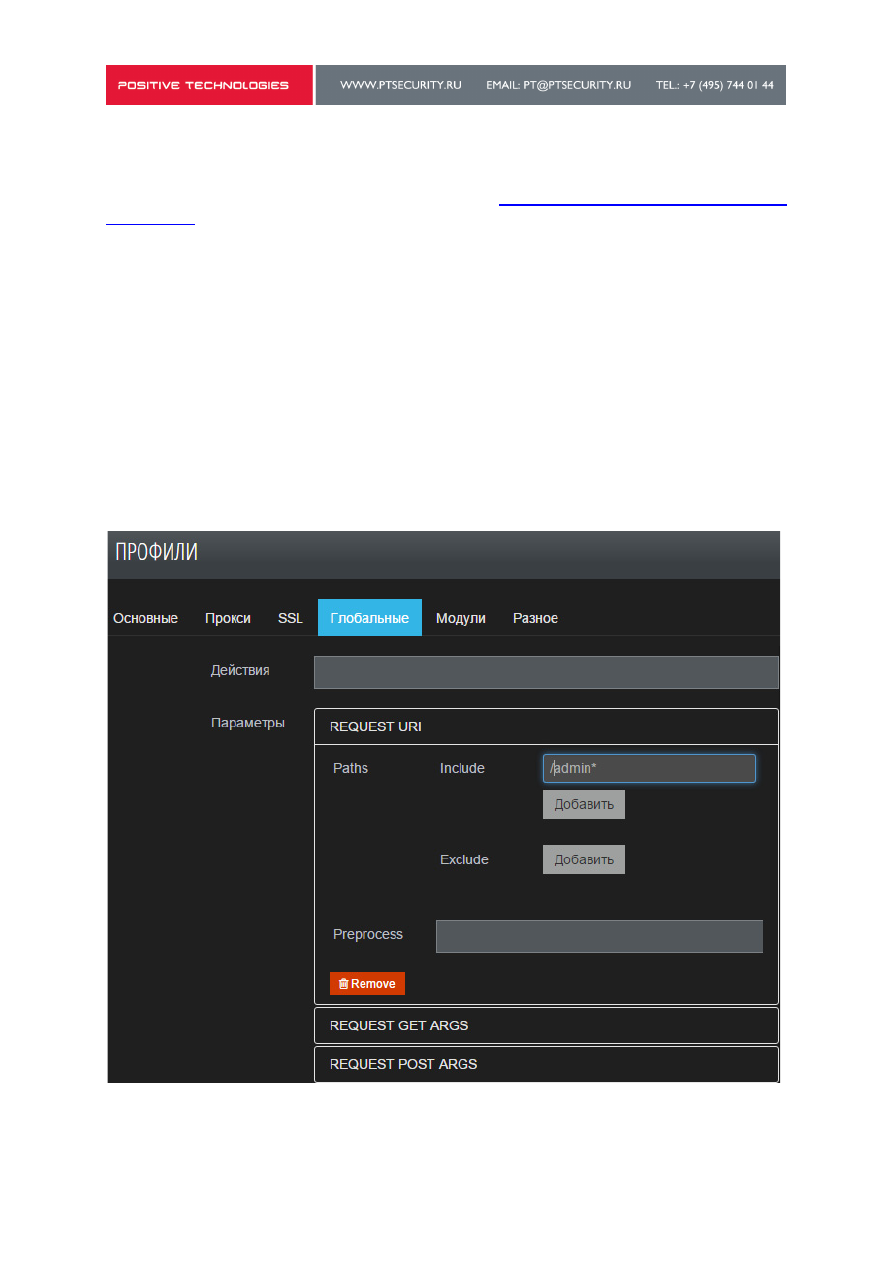 POSITIVE TECHNOLOGIES WWW.PTSECURITY.RU EMAIL: PT@PTSECURITY.RU TEL.: +7 (495) 744 01 44
ПРОФИЛИ
Основные Прокси SSL Глобальные Модули Разное
Действия
Параметры REQUEST URI
Paths Include /admin*
Добавить
Exclude Добавить
Preprocess
Remove
REQUEST GET ARGS
REQUEST POST ARGS